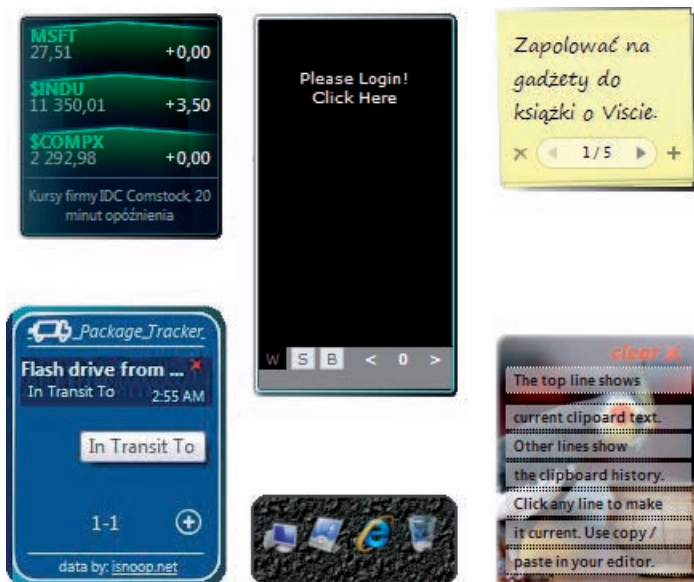 MSFT
27,51 +0,00
$INDU
11 350,01 +3,50
$COMPX
2 292,98 +0,00
Kursy firmy IDC Comstock, 20
minut opóźnienia
Please Login!
Click Here
W S B < 0 >
Zapolować na
gadżety do
książki o Viscie.
1/5
_Package_Tracker_
Flash drive from ...
In Transit To 2:55 AM
In Transit To
1-1
data by: isnoop.net
clear x
The top line shows
current clipoard text.
Other lines show
the clipboard history.
Click any line to make
it current. Use copy /
paste in your editor.